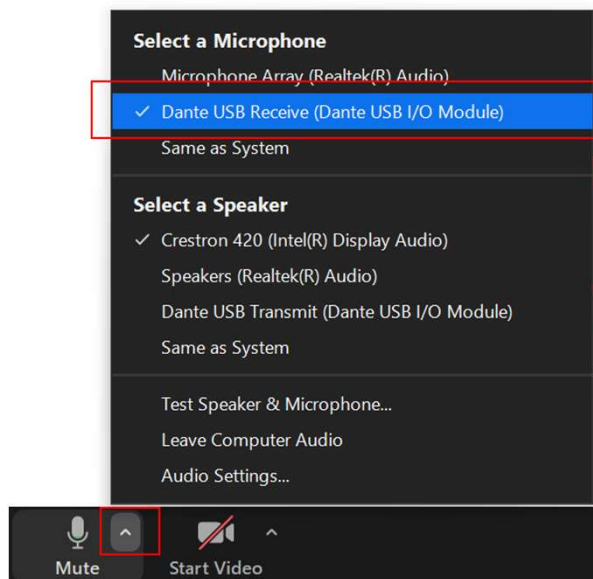 Select a Microphone
Microphone Array (Realtek(R) Audio)
Dante USB Receive (Dante USB I/O Module)
Same as System
Select a Speaker
Crestron 420 (Intel(R) Display Audio)
Speakers (Realtek(R) Audio)
Dante USB Transmit (Dante USB I/O Module)
Same as System
Test Speaker & Microphone...
Leave Computer Audio
Audio Settings...
Mute Start Video